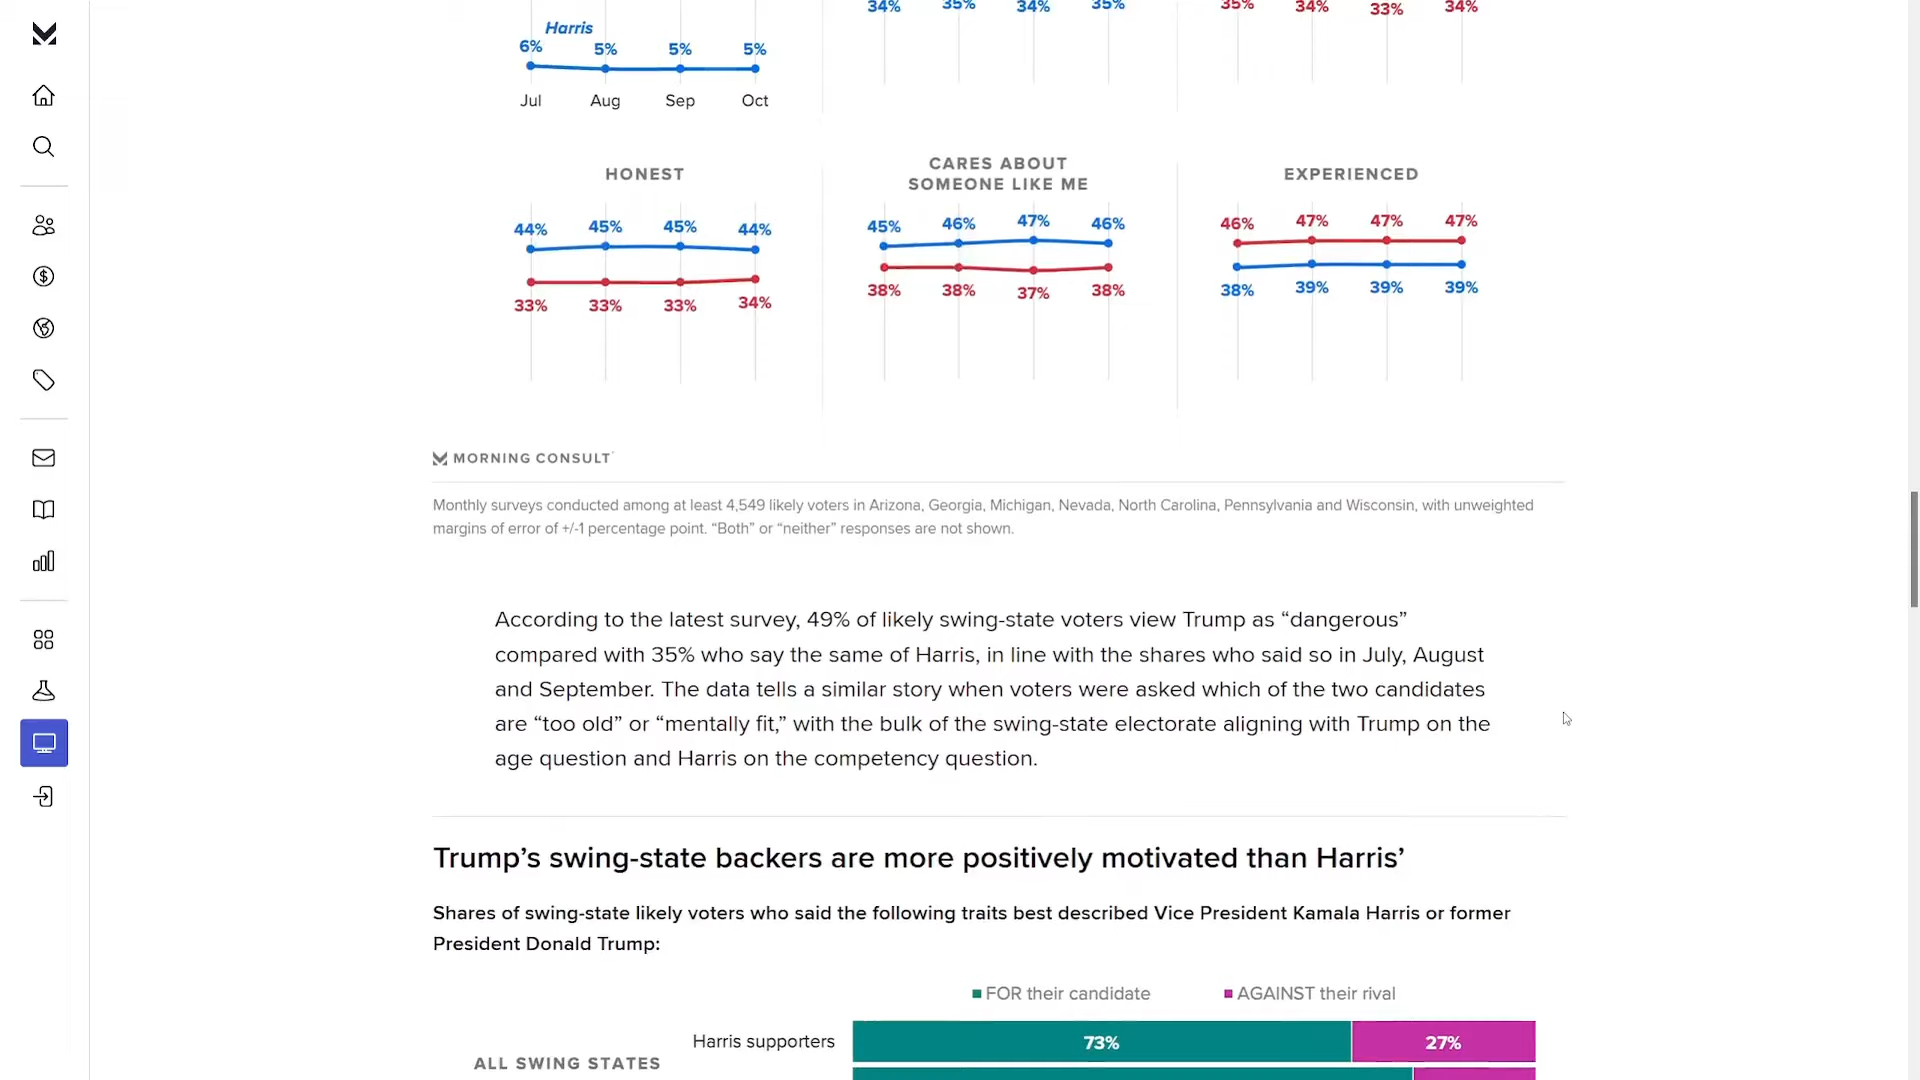 34% 35% 34% 35%
35% 34% 33% 34%
Harris
6% 5% 5% 5%
Jul Aug Sep Oct
HONEST
44% 45% 45% 44%
33% 33% 33% 34%
CARES ABOUT
SOMEONE LIKE ME
45% 46% 47% 46%
38% 38% 37% 38%
EXPERIENCED
46% 47% 47% 47%
38% 39% 39% 39%
MORNING CONSULT
Monthly surveys conducted among at least 4,549 likely voters in Arizona, Georgia, Michigan, Nevada, North Carolina, Pennsylvania and Wisconsin, with unweighted
margins of error of +/-1 percentage point. “Both” or “neither” responses are not shown.
According to the latest survey, 49% of likely swing-state voters view Trump as “dangerous”
compared with 35% who say the same of Harris, in line with the shares who said so in July, August
and September. The data tells a similar story when voters were asked which of the two candidates
are “too old” or “mentally fit,” with the bulk of the swing-state electorate aligning with Trump on the
age question and Harris on the competency question.
Trump’s swing-state backers are more positively motivated than Harris’
Shares of swing-state likely voters who said the following traits best described Vice President Kamala Harris or former
President Donald Trump:
FOR their candidate AGAINST their rival
Harris supporters 73% 27%
ALL SWING STATES